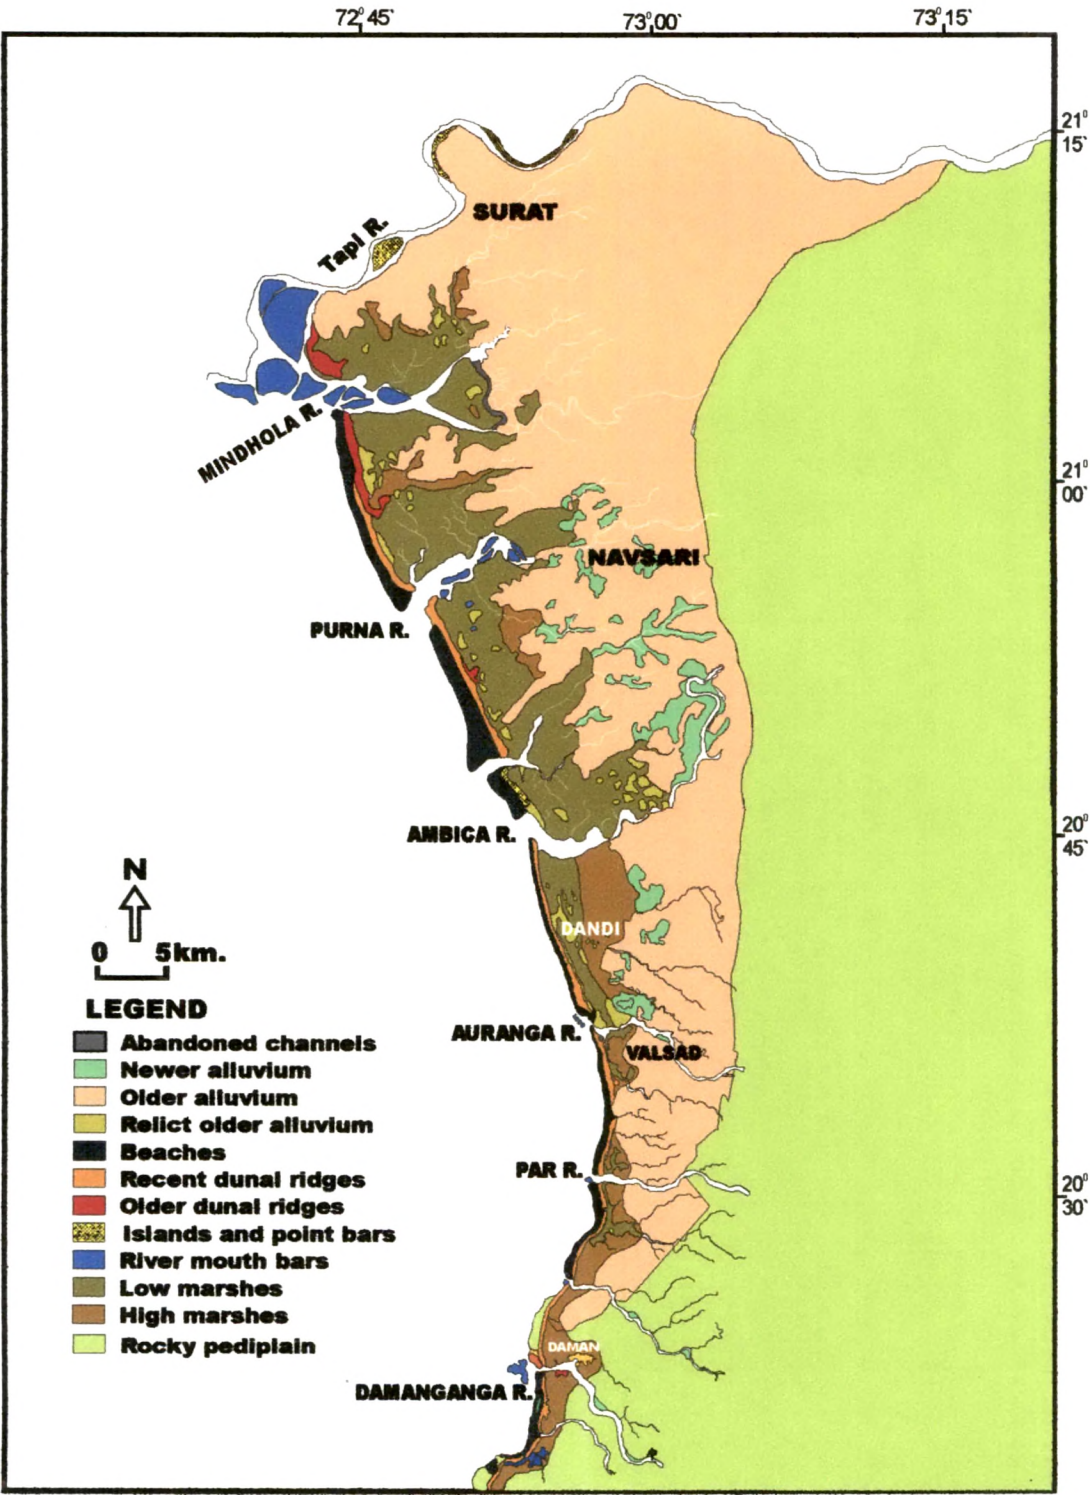 72°45' 73°00' 73°15'
21°
15'
SURAT
Tapi R.
MINDHOLA R.
21°
00'
NAVSARI
PURNA R.
20°
45'
AMBICA R.
N
0 5km.
DANDI
LEGEND
AURANGA R.
VALSAD
Abandoned channels
Newer alluvium
Older alluvium
Relict older alluvium
Beaches
PAR R.
Recent dunal ridges
20°
30'
Older dunal ridges
Islands and point bars
River mouth bars
Low marshes
High marshes
Rocky pediplain
DAMAN
DAMANGANGA R.